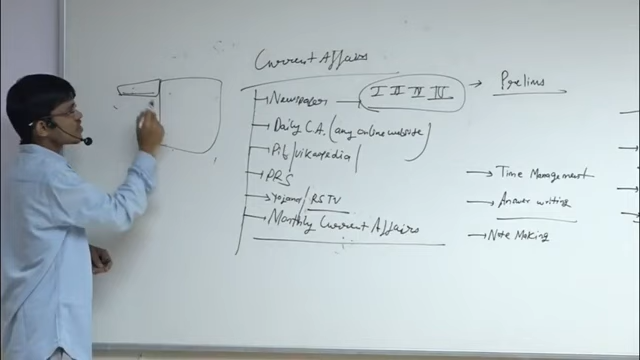 Current Affairs
Newspaper I II III IV → Prelims
Daily C.A. (any online website)
Pib/vikaspedia/
PRS
Yojana/RSTV
Monthly Current Affairs
→ Time Management
→ Answer writing
→ Note Making